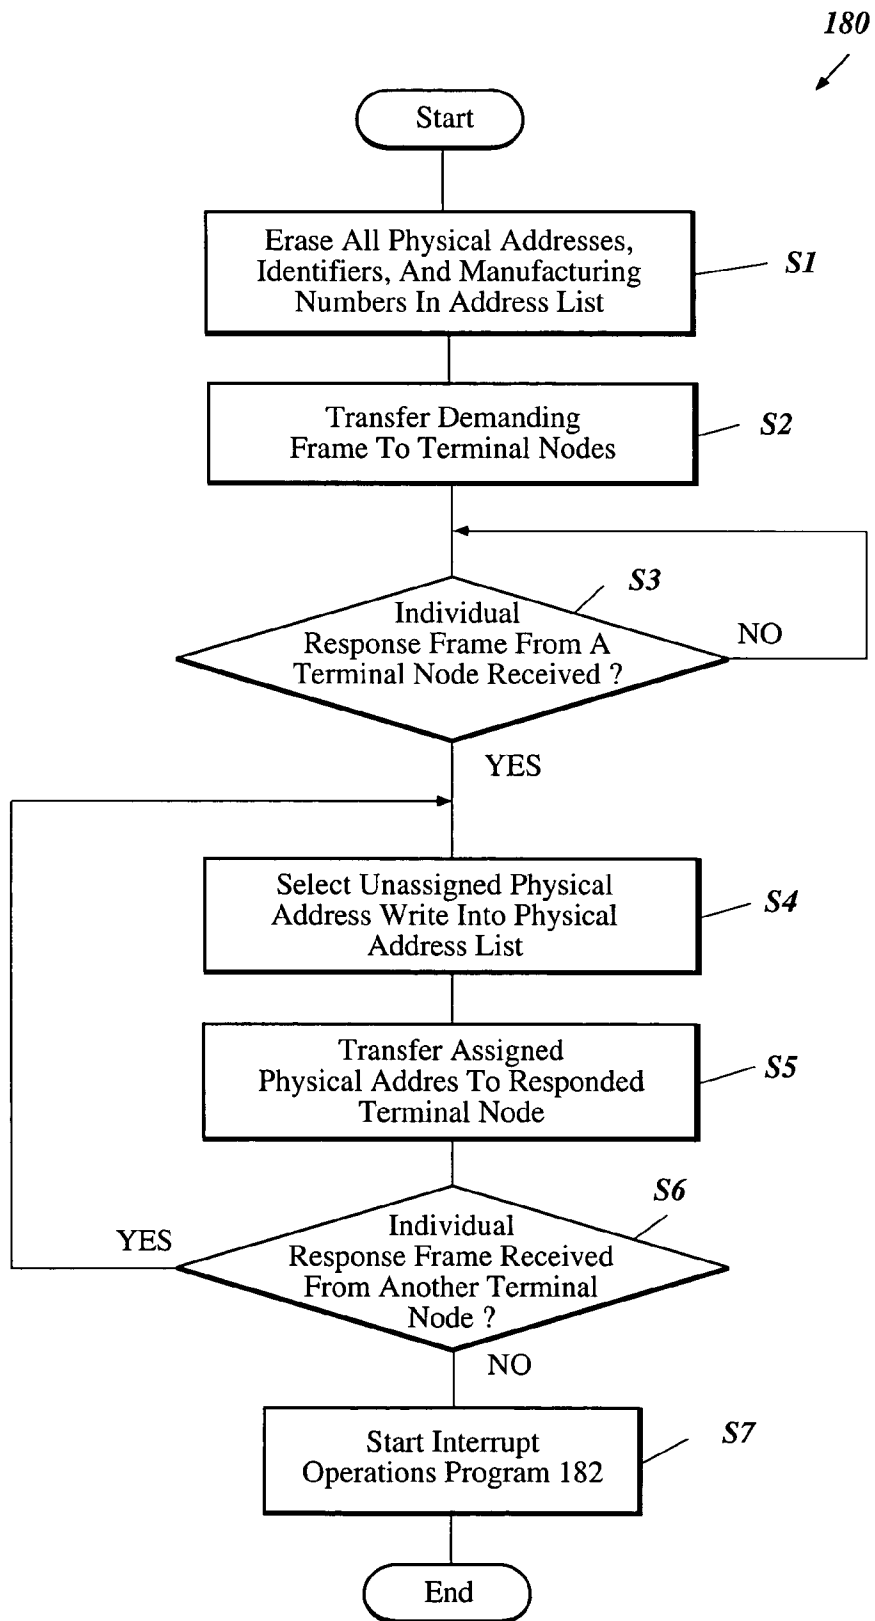 180
Start
Erase All Physical Addresses,
Identifiers, And Manufacturing
Numbers In Address List
S1
Transfer Demanding
Frame To Terminal Nodes
S2
S3
Individual
Response Frame From A
Terminal Node Received ?
NO
YES
Select Unassigned Physical
Address Write Into Physical
Address List
S4
Transfer Assigned
Physical Addres To Responded
Terminal Node
S5
S6
Individual
Response Frame Received
From Another Terminal
Node ?
YES
NO
Start Interrupt
Operations Program 182
S7
End